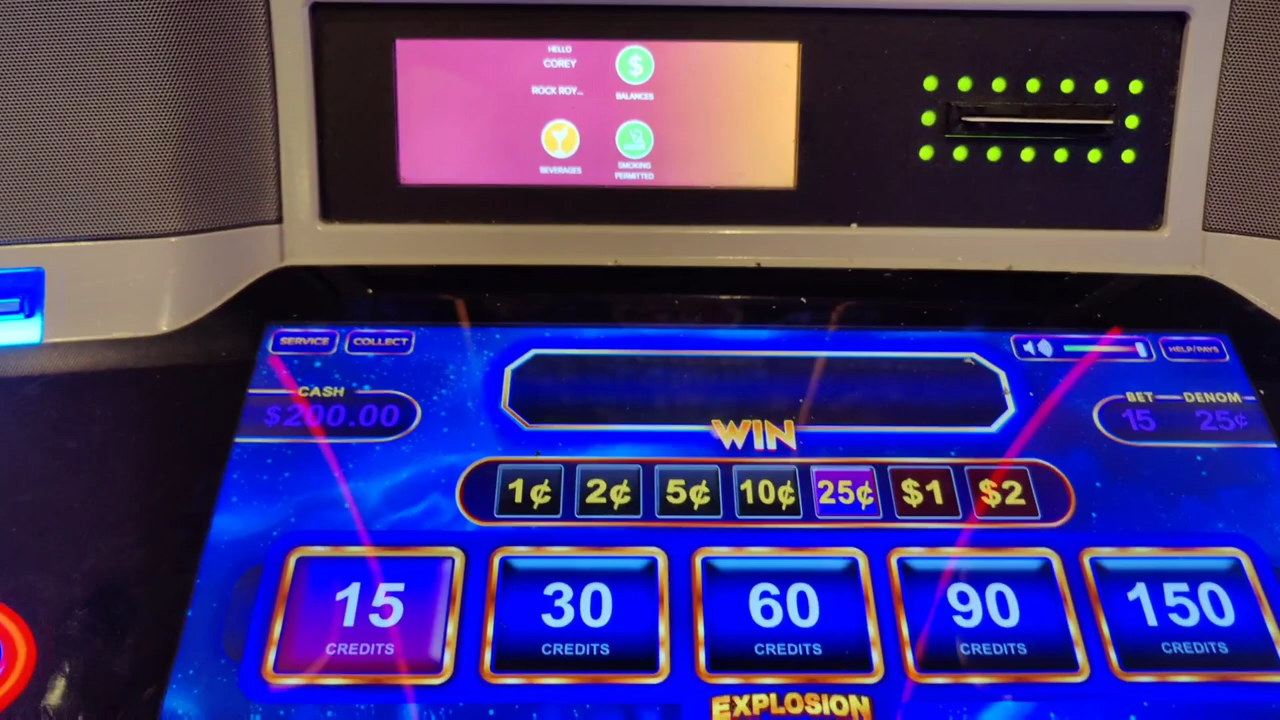 HELLO
COREY
ROCK ROY...
$
BALANCES
BEVERAGES
SMOKING
PERMITTED
SERVICE COLLECT
HELP/PAYS
CASH
$200.00
BET DENOM
15 25¢
WIN
1¢ 2¢ 5¢ 10¢ 25¢ $1 $2
15 30 60 90 150
CREDITS CREDITS CREDITS CREDITS CREDITS
EXPLOSION